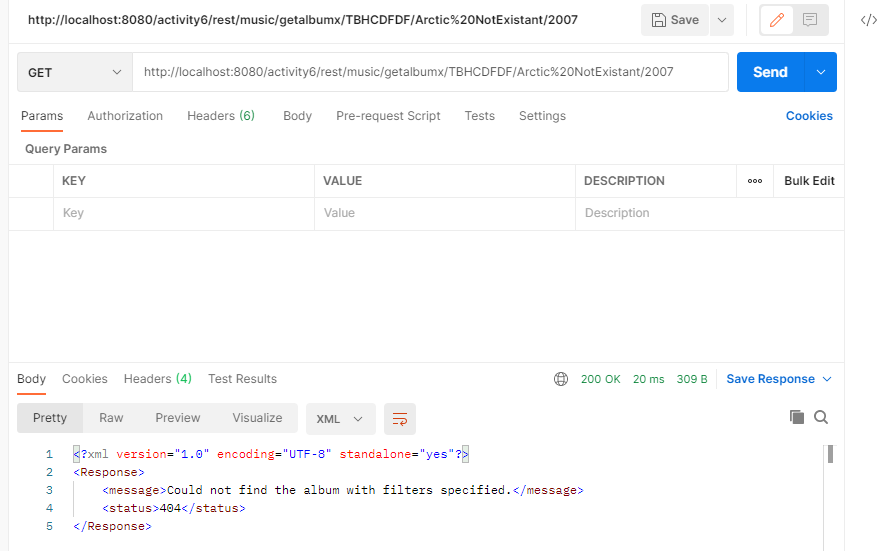 http://localhost:8080/activity6/rest/music/getalbumx/TBHCDFDF/Arctic%20NotExistant/2007 Save </>
GET http://localhost:8080/activity6/rest/music/getalbumx/TBHCDFDF/Arctic%20NotExistant/2007 Send
Params Authorization Headers (6) Body Pre-request Script Tests Settings Cookies
Query Params
KEY VALUE DESCRIPTION ooo Bulk Edit
Key Value Description
Body Cookies Headers (4) Test Results 200 OK 20 ms 309 B Save Response
Pretty Raw Preview Visualize XML
1 <?xml version="1.0" encoding="UTF-8" standalone="yes"?>
2 <Response>
3 <message>Could not find the album with filters specified.</message>
4 <status>404</status>
5 </Response>